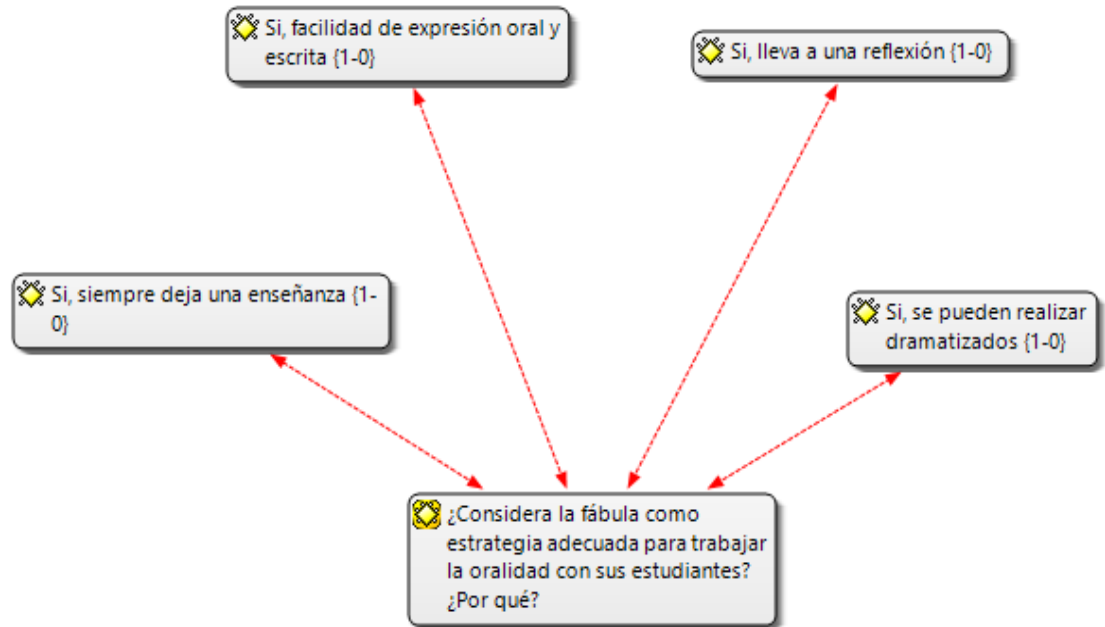 Si, facilidad de expresión oral y
escrita {1-0}
Si, lleva a una reflexión {1-0}
Si, siempre deja una enseñanza {1-
0}
Si, se pueden realizar
dramatizados {1-0}
¿Considera la fábula como
estrategia adecuada para trabajar
la oralidad con sus estudiantes?
¿Por qué?